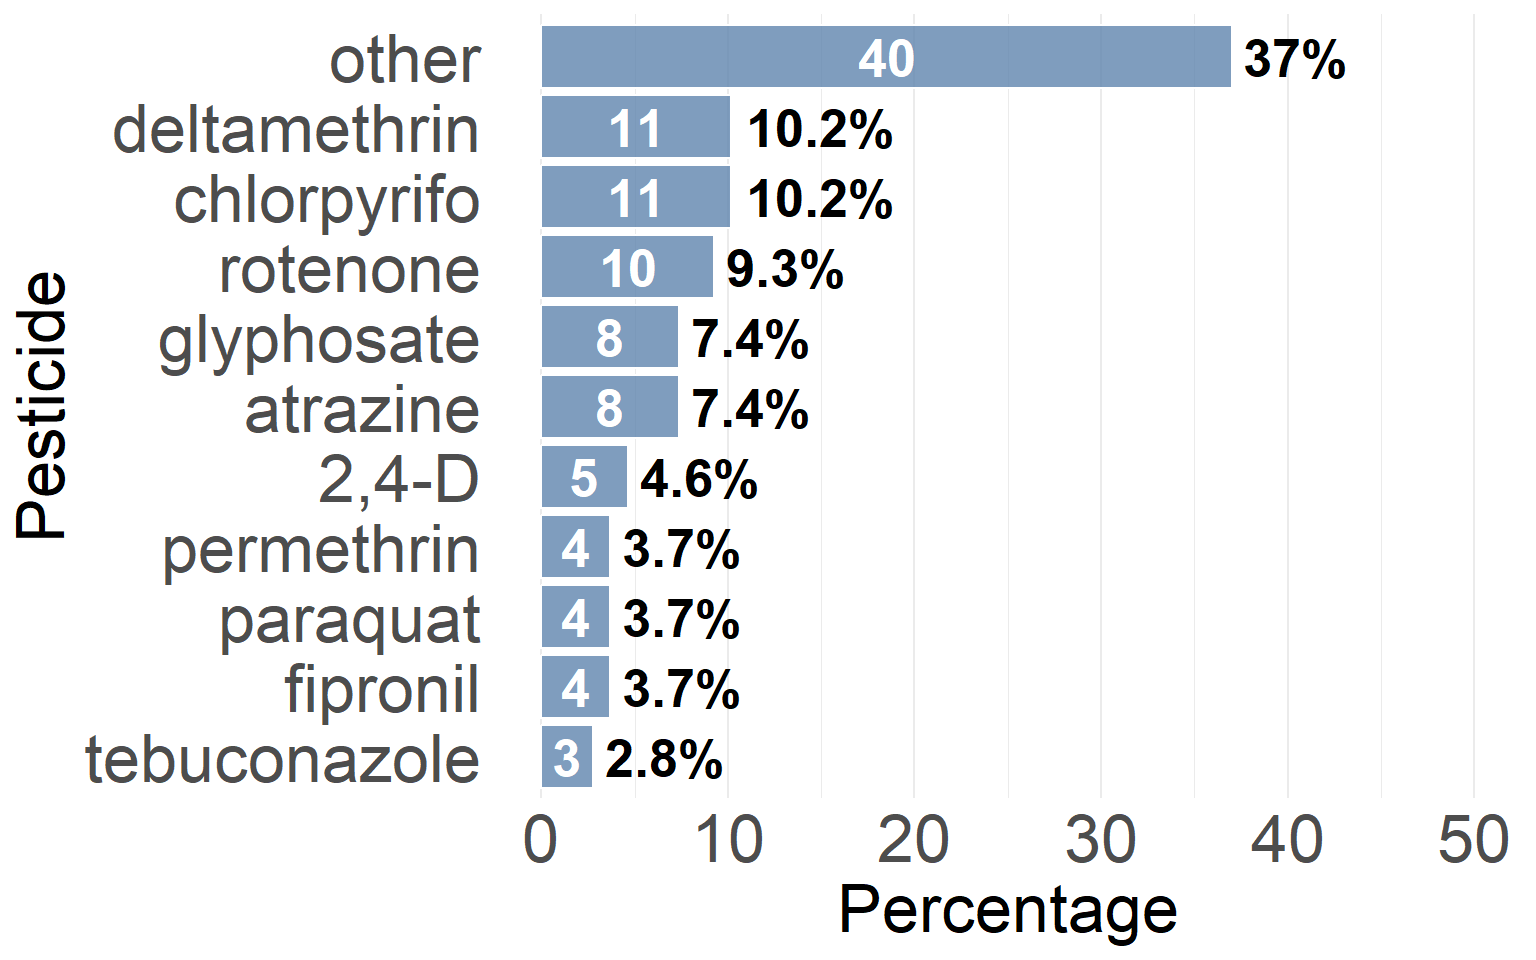 other 40 37%
deltamethrin 11 10.2%
chlorpyrifo 11 10.2%
rotenone 10 9.3%
glyphosate 8 7.4%
atrazine 8 7.4%
2,4-D 5 4.6%
permethrin 4 3.7%
paraquat 4 3.7%
fipronil 4 3.7%
tebuconazole 3 2.8%
Pesticide
0 10 20 30 40 50
Percentage